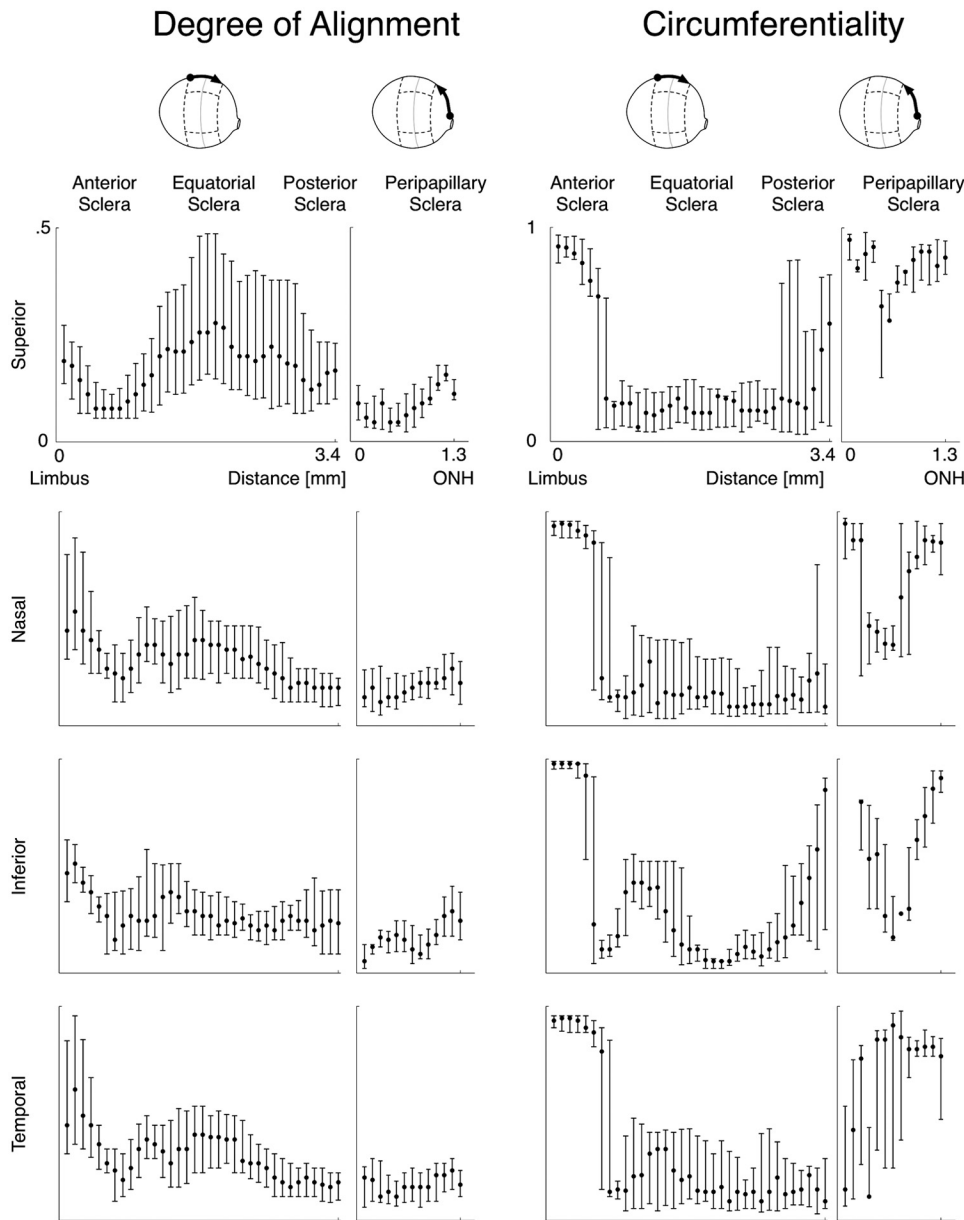 Degree of Alignment
Circumferentiality
Anterior
Sclera
Equatorial
Sclera
Posterior
Sclera
Peripapillary
Sclera
Anterior
Sclera
Equatorial
Sclera
Posterior
Sclera
Peripapillary
Sclera
Superior
.5
0
0
3.4
0
1.3
Limbus
Distance [mm]
ONH
1
0
0
3.4
0
1.3
Limbus
Distance [mm]
ONH
Nasal
Inferior
Temporal